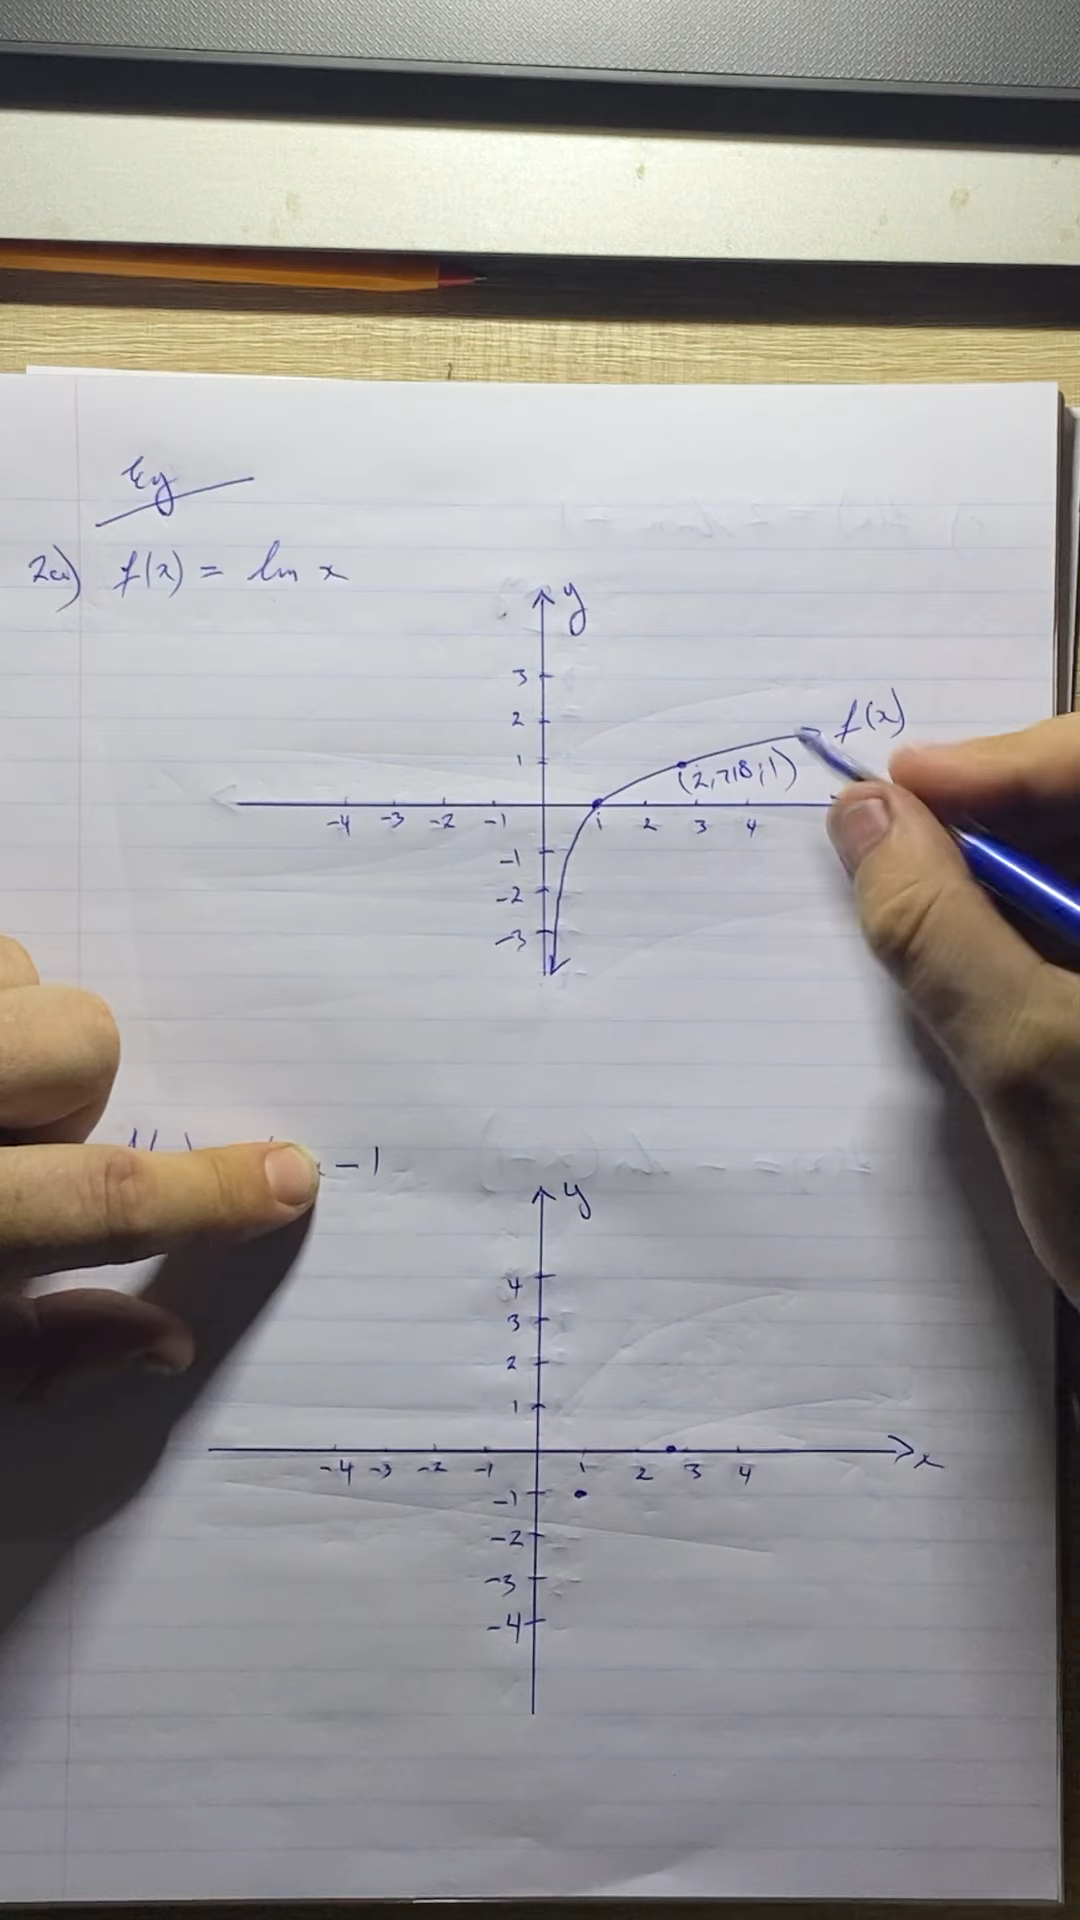 Eg
2a) f(x) = ln x
y
3
2
1
f(x)
(2,718;1)
-4 -3 -2 -1 1 2 3 4
-1
-2
-3
-1
y
4
3
2
1
-4 -3 -2 -1 1 2 3 4 x
-1
-2
-3
-4